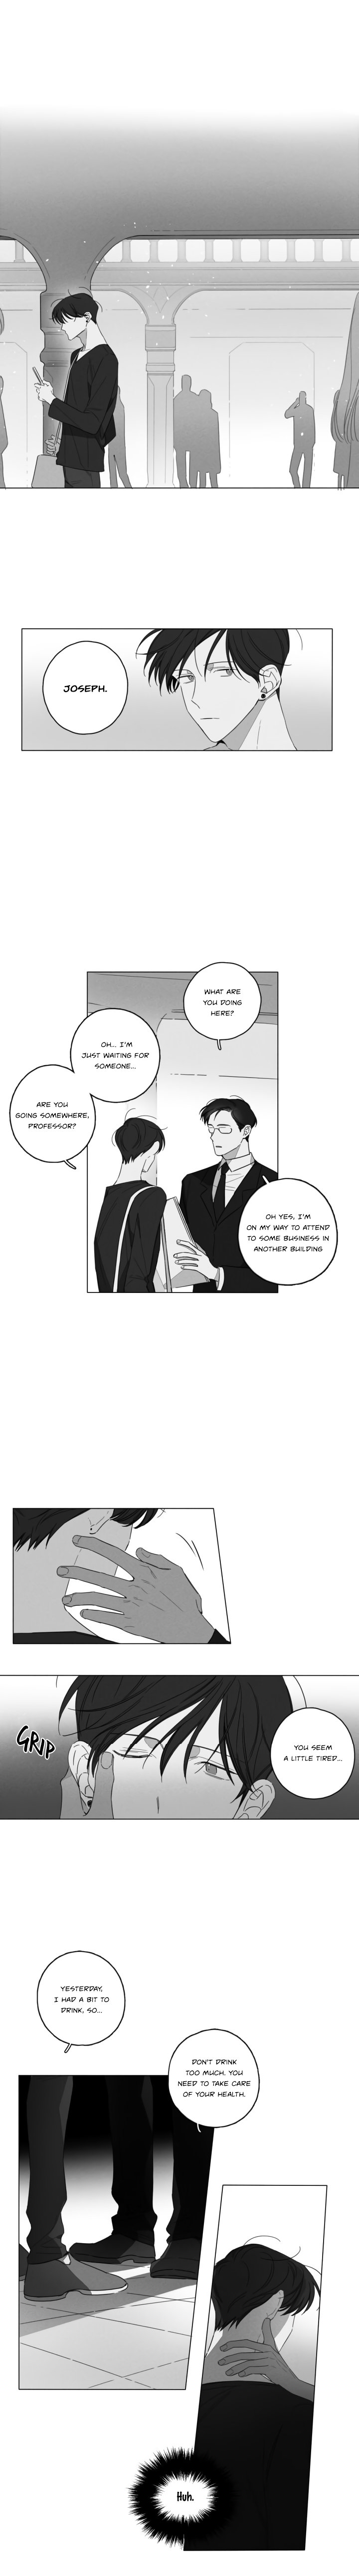 JOSEPH.
WHAT ARE
YOU DOING
HERE?
OH... I'M
JUST WAITING FOR
SOMEONE...
ARE YOU
GOING SOMEWHERE,
PROFESSOR?
OH YES, I'M
ON MY WAY TO ATTEND
TO SOME BUSINESS IN
ANOTHER BUILDING
GRIP
YOU SEEM
A LITTLE TIRED...
YESTERDAY,
I HAD A BIT TO
DRINK, SO...
DON'T DRINK
TOO MUCH. YOU
NEED TO TAKE CARE
OF YOUR HEALTH.
Huh.